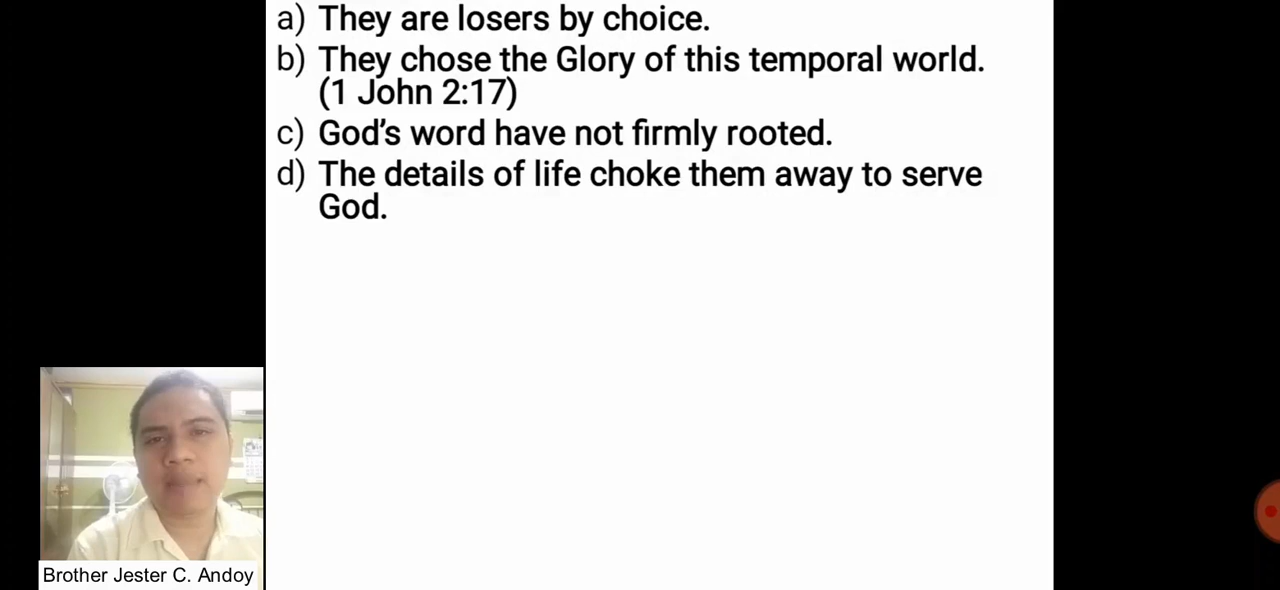 a) They are losers by choice.
b) They chose the Glory of this temporal world.
(1 John 2:17)
c) God's word have not firmly rooted.
d) The details of life choke them away to serve
God.
Brother Jester C. Andoy